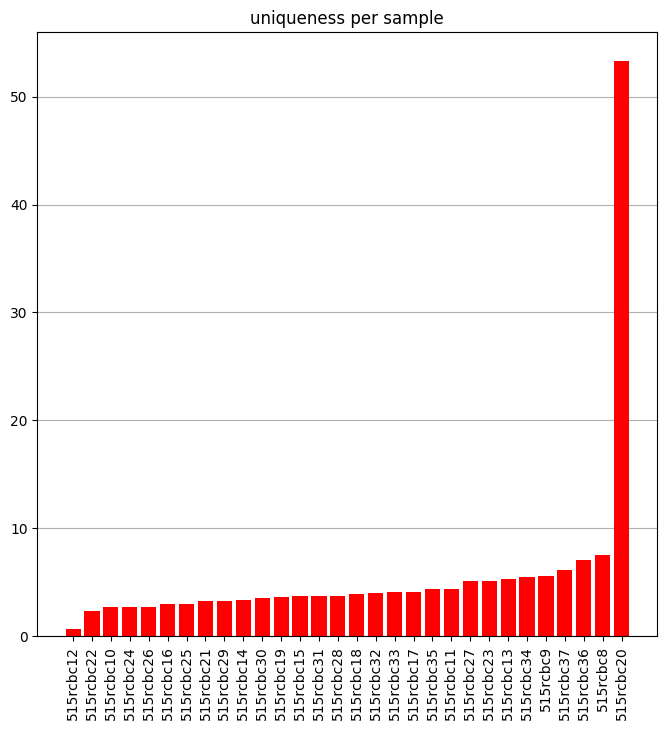 uniqueness per sample
50
40
30
20
10
0
515rcbc12
515rcbc22
515rcbc10
515rcbc24
515rcbc26
515rcbc16
515rcbc25
515rcbc21
515rcbc29
515rcbc14
515rcbc30
515rcbc19
515rcbc15
515rcbc31
515rcbc28
515rcbc18
515rcbc32
515rcbc33
515rcbc17
515rcbc35
515rcbc11
515rcbc27
515rcbc23
515rcbc13
515rcbc34
515rcbc9
515rcbc37
515rcbc36
515rcbc8
515rcbc20